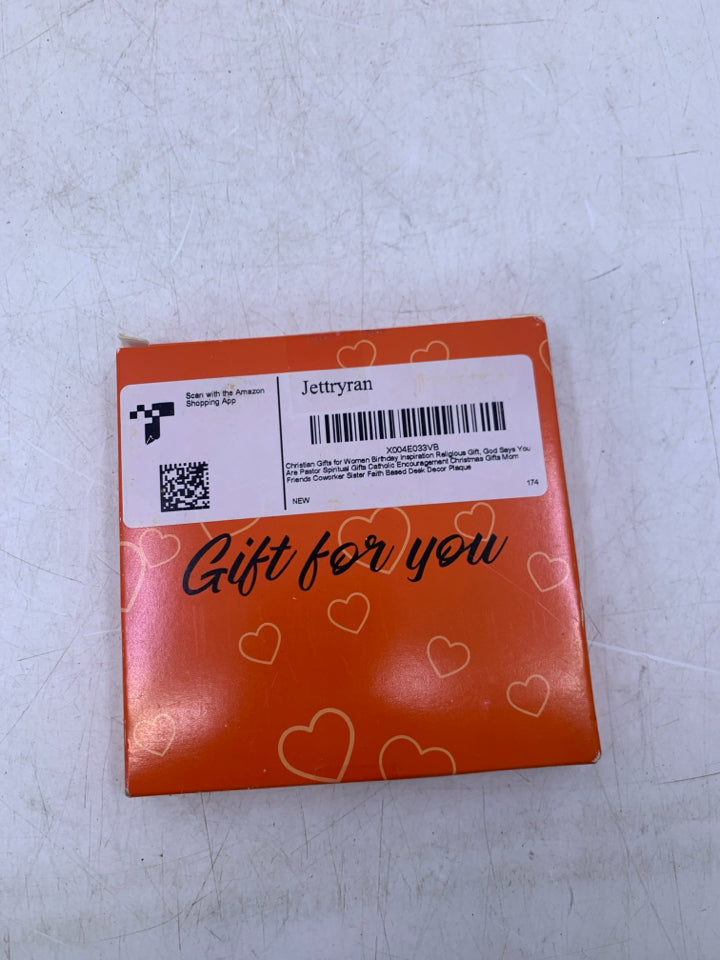 Scan with the Amazon
Shopping App
Jettryran
X004E033VB
Christian Gifts for Women Birthday Inspiration Religious Gift, God Says You
Are Pastor Spiritual Gifts Catholic Encouragement Christmas Gifts Mom
Friends Coworker Sister Faith Based Desk Decor Plaque
NEW
174
Gift for you